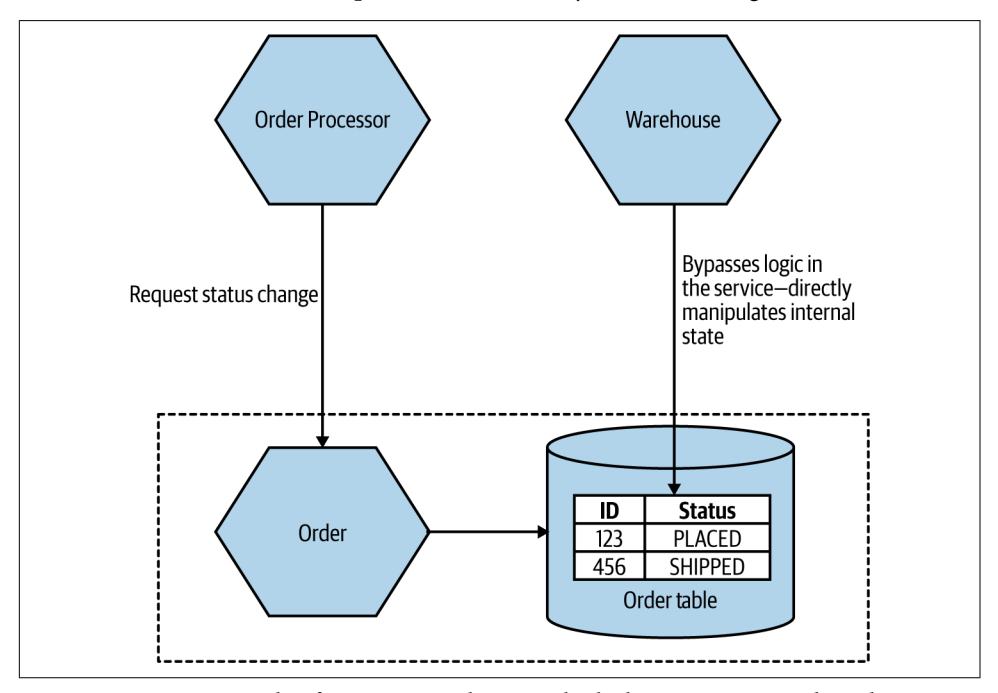 Order Processor
Warehouse
Request status change
Bypasses logic in
the service—directly
manipulates internal
state
Order
ID Status
123 PLACED
456 SHIPPED
Order table